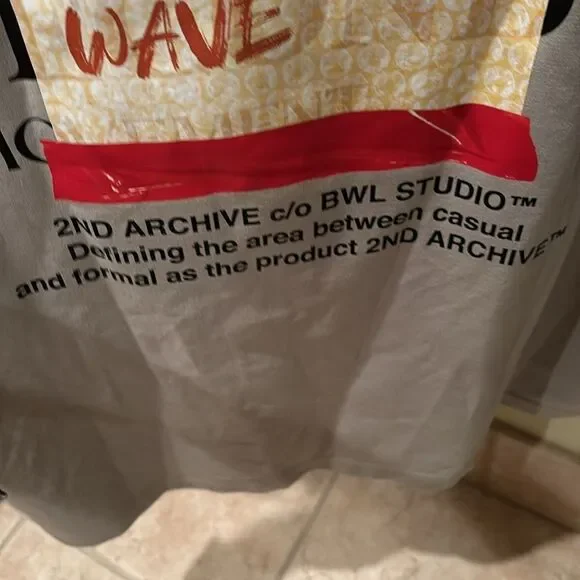 WAVE
2ND ARCHIVE c/o BWL STUDIO™
Defining the area between casual
and formal as the product 2ND ARCHIVE™